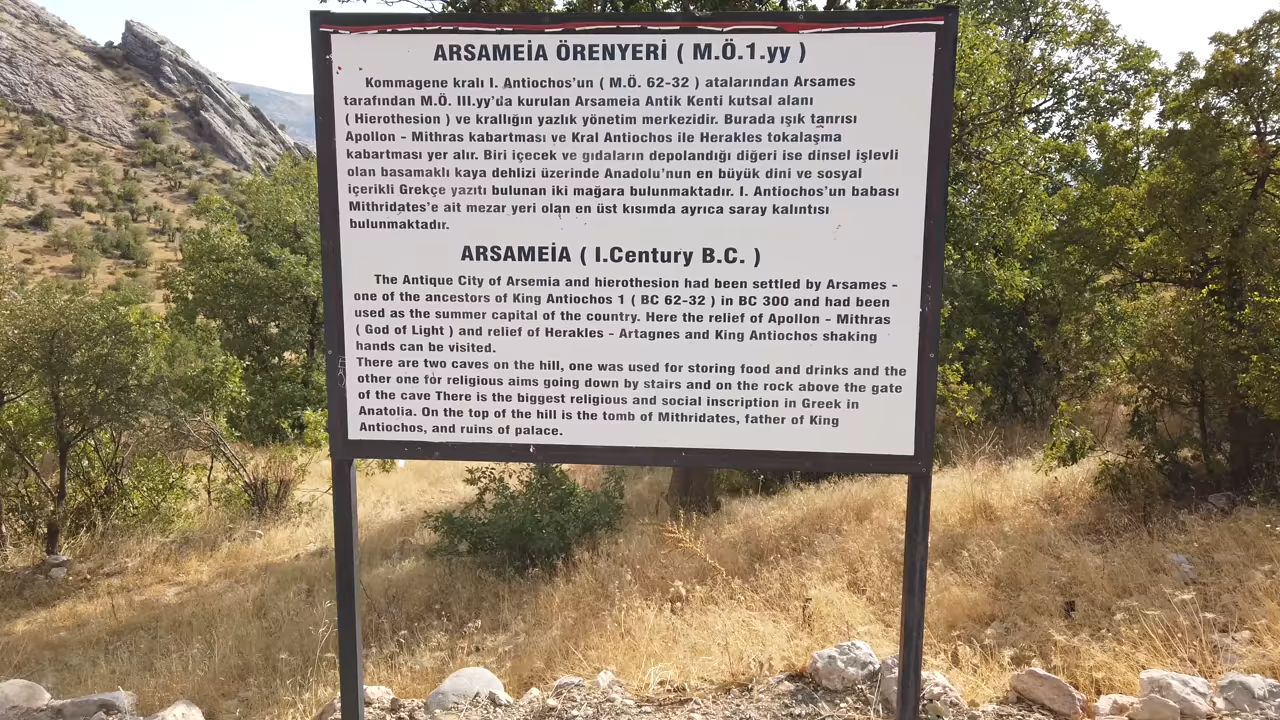 ARSAMEİA ÖRENYERİ ( M.Ö.1.yy )
Kommagene kralı I. Antiochos'un ( M.Ö. 62-32 ) atalarından Arsames
tarafından M.Ö. III.yy'da kurulan Arsameia Antik Kenti kutsal alanı
( Hierothesion ) ve krallığın yazlık yönetim merkezidir. Burada ışık tanrısı
Apollon - Mithras kabartması ve Kral Antiochos ile Herakles tokalaşma
kabartması yer alır. Biri içecek ve gıdaların depolandığı diğeri ise dinsel işlevli
olan basamaklı kaya dehlizi üzerinde Anadolu'nun en büyük dini ve sosyal
içerikli Grekçe yazıtı bulunan iki mağara bulunmaktadır. I. Antiochos'un babası
Mithridates'e ait mezar yeri olan en üst kısımda ayrıca saray kalıntısı
bulunmaktadır.
ARSAMEİA ( I.Century B.C. )
The Antique City of Arsemia and hierothesion had been settled by Arsames -
one of the ancestors of King Antiochos 1 ( BC 62-32 ) in BC 300 and had been
used as the summer capital of the country. Here the relief of Apollon - Mithras
( God of Light ) and relief of Herakles - Artagnes and King Antiochos shaking
hands can be visited.
There are two caves on the hill, one was used for storing food and drinks and the
other one for religious aims going down by stairs and on the rock above the gate
of the cave There is the biggest religious and social inscription in Greek in
Anatolia. On the top of the hill is the tomb of Mithridates, father of King
Antiochos, and ruins of palace.